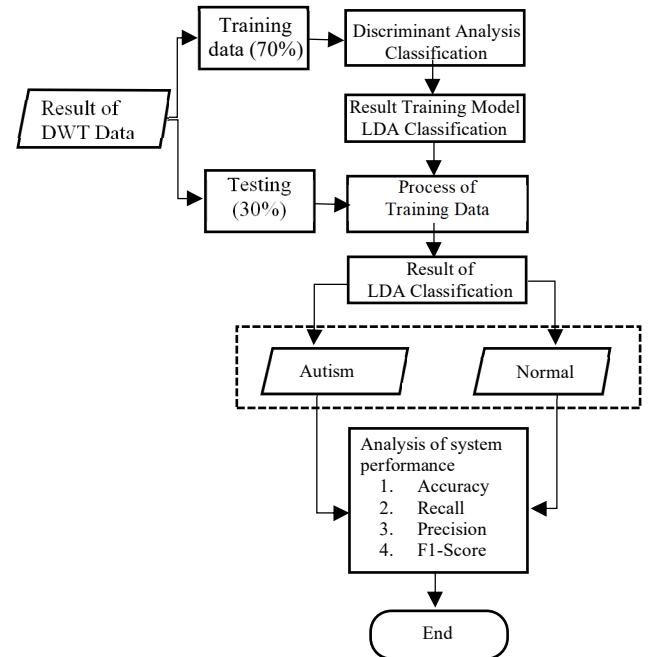 Training
data (70%)
Discriminant Analysis
Classification
Result of
DWT Data
Result Training Model
LDA Classification
Testing
(30%)
Process of
Training Data
Result of
LDA Classification
Autism
Normal
Analysis of system
performance
1. Accuracy
2. Recall
3. Precision
4. F1-Score
End